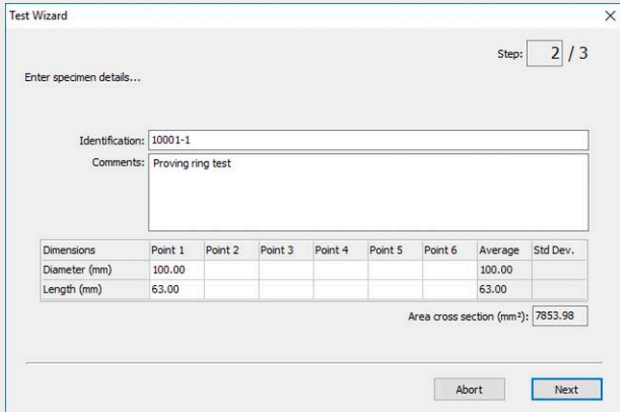 Test Wizard
Step: 2 / 3
Enter specimen details...
Identification: 10001-1
Comments: Proving ring test
Dimensions Point 1 Point 2 Point 3 Point 4 Point 5 Point 6 Average Std Dev.
Diameter (mm) 100.00 100.00
Length (mm) 63.00 63.00
Area cross section (mm²): 7853.98
Abort Next